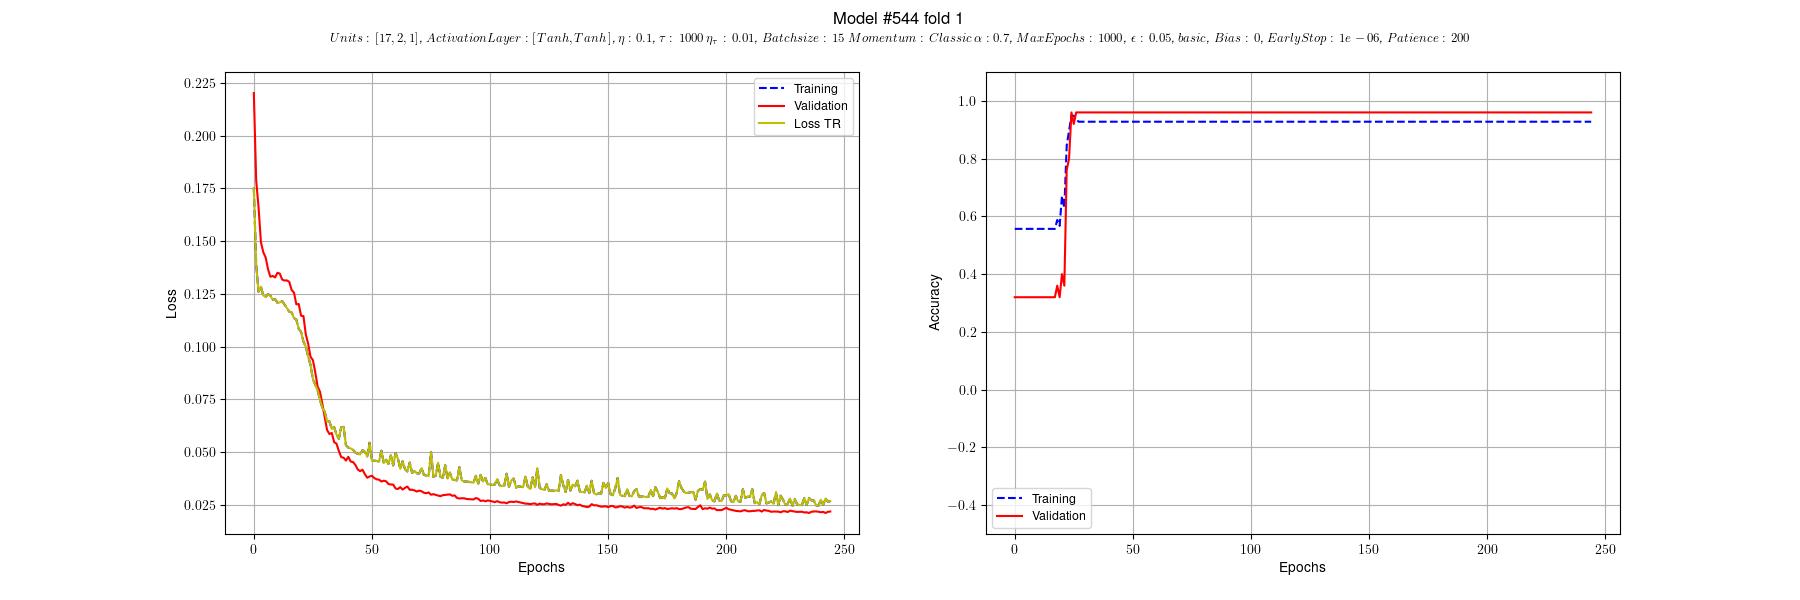 Model #544 fold 1
Units : [17, 2, 1], ActivationLayer : [Tanh, Tanh], η : 0.1, τ : 1000 η_τ : 0.01, Batchsize : 15 Momentum : Classic α : 0.7, MaxEpochs : 1000, ϵ : 0.05, basic, Bias : 0, EarlyStop : 1e − 06, Patience : 200
0.225
0.200
0.175
0.150
0.125
0.100
0.075
0.050
0.025
Loss
Training
Validation
Loss TR
0 50 100 150 200 250
Epochs
1.0
0.8
0.6
0.4
0.2
0.0
−0.2
−0.4
Accuracy
Training
Validation
0 50 100 150 200 250
Epochs